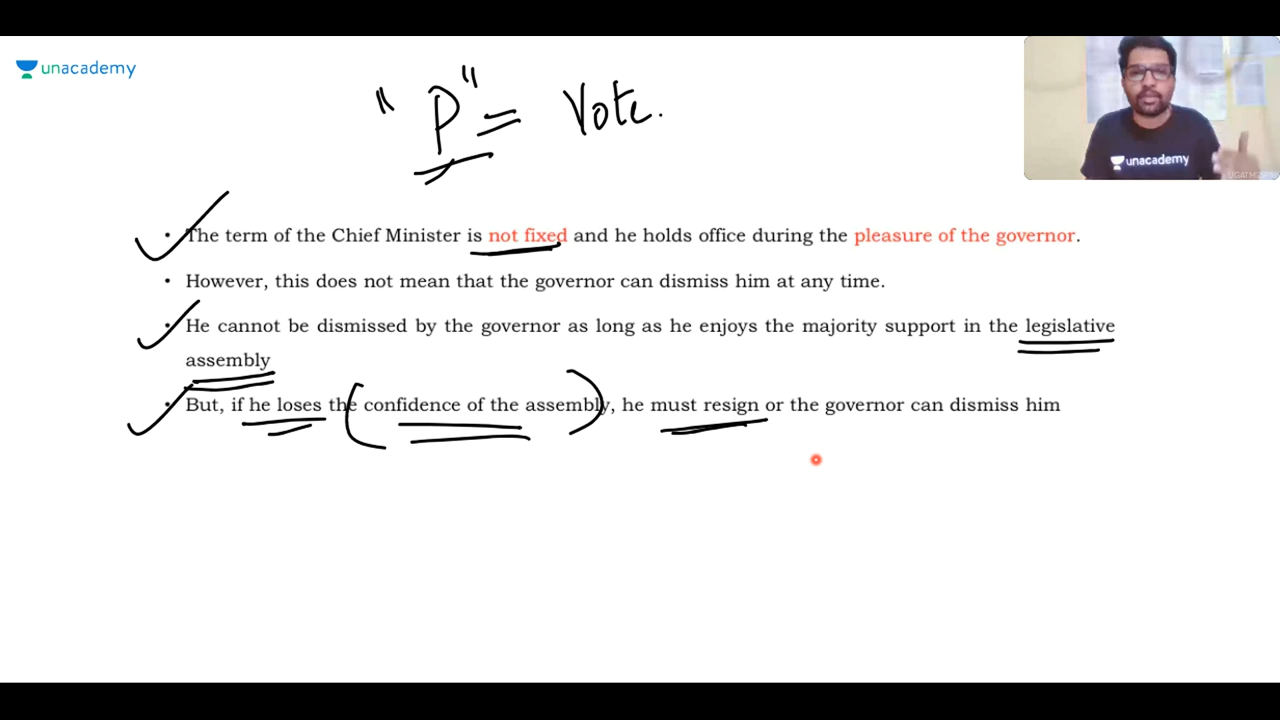 unacademy
"P" = Vote.
unacademy
• The term of the Chief Minister is not fixed and he holds office during the pleasure of the governor.
• However, this does not mean that the governor can dismiss him at any time.
• He cannot be dismissed by the governor as long as he enjoys the majority support in the legislative
assembly
• But, if he loses the (confidence of the assembly), he must resign or the governor can dismiss him